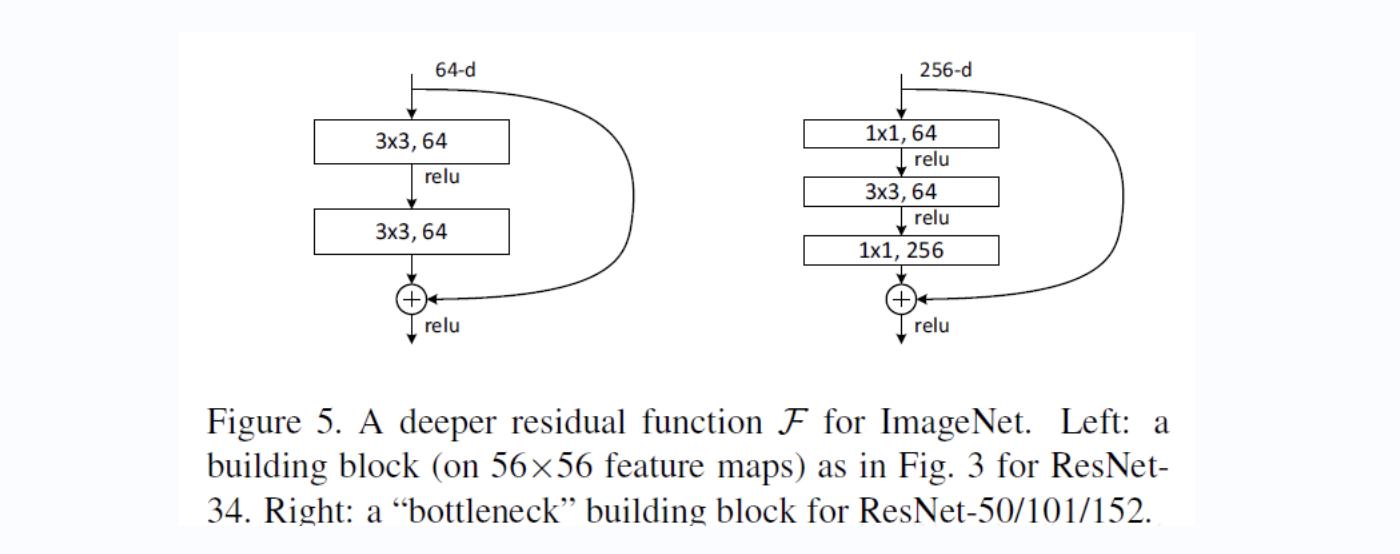 64-d
3x3, 64
relu
3x3, 64
+
relu
256-d
1x1, 64
relu
3x3, 64
relu
1x1, 256
+
relu
Figure 5. A deeper residual function ℱ for ImageNet. Left: a
building block (on 56×56 feature maps) as in Fig. 3 for ResNet-
34. Right: a “bottleneck” building block for ResNet-50/101/152.